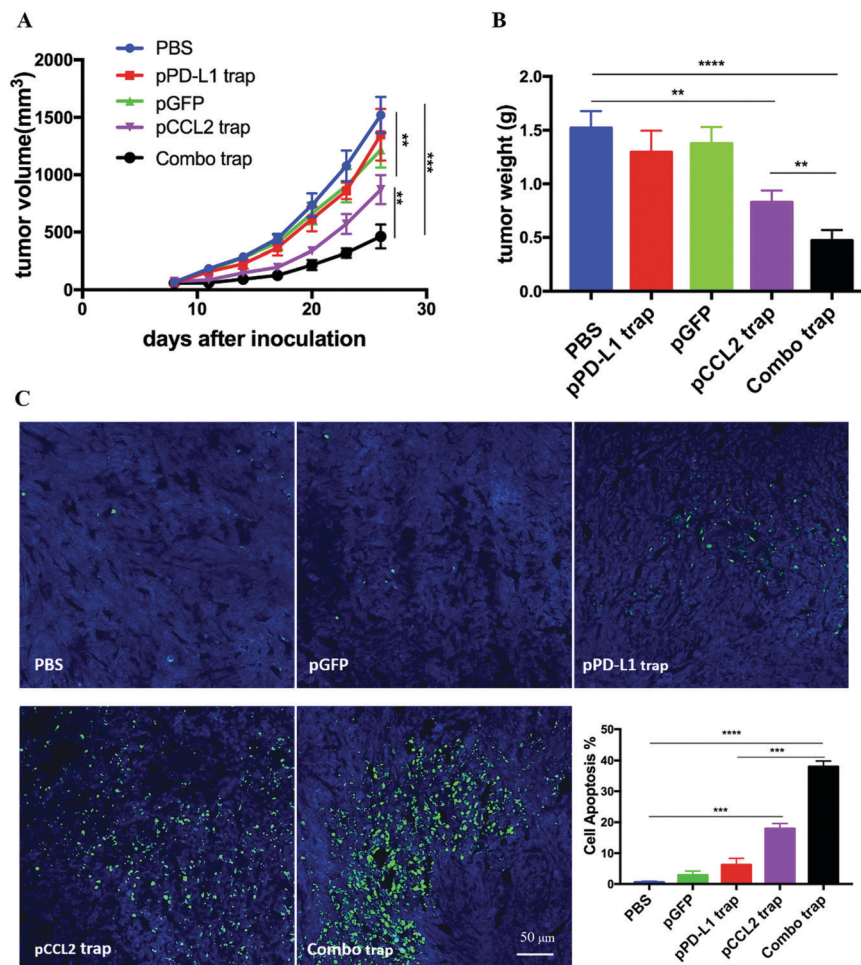 A
PBS
pPD-L1 trap
pGFP
pCCL2 trap
Combo trap
tumor volume(mm³)
2000
1500
1000
500
0
0
10
20
30
days after inoculation
**
**
***
B
****
**
**
tumor weight (g)
2.0
1.5
1.0
0.5
0.0
PBS
pPD-L1 trap
pGFP
pCCL2 trap
Combo trap
C
PBS
pGFP
pPD-L1 trap
pCCL2 trap
Combo trap
50 μm
Cell Apoptosis %
50
40
30
20
10
0
****
***
***
PBS
pGFP
pPD-L1 trap
pCCL2 trap
Combo trap